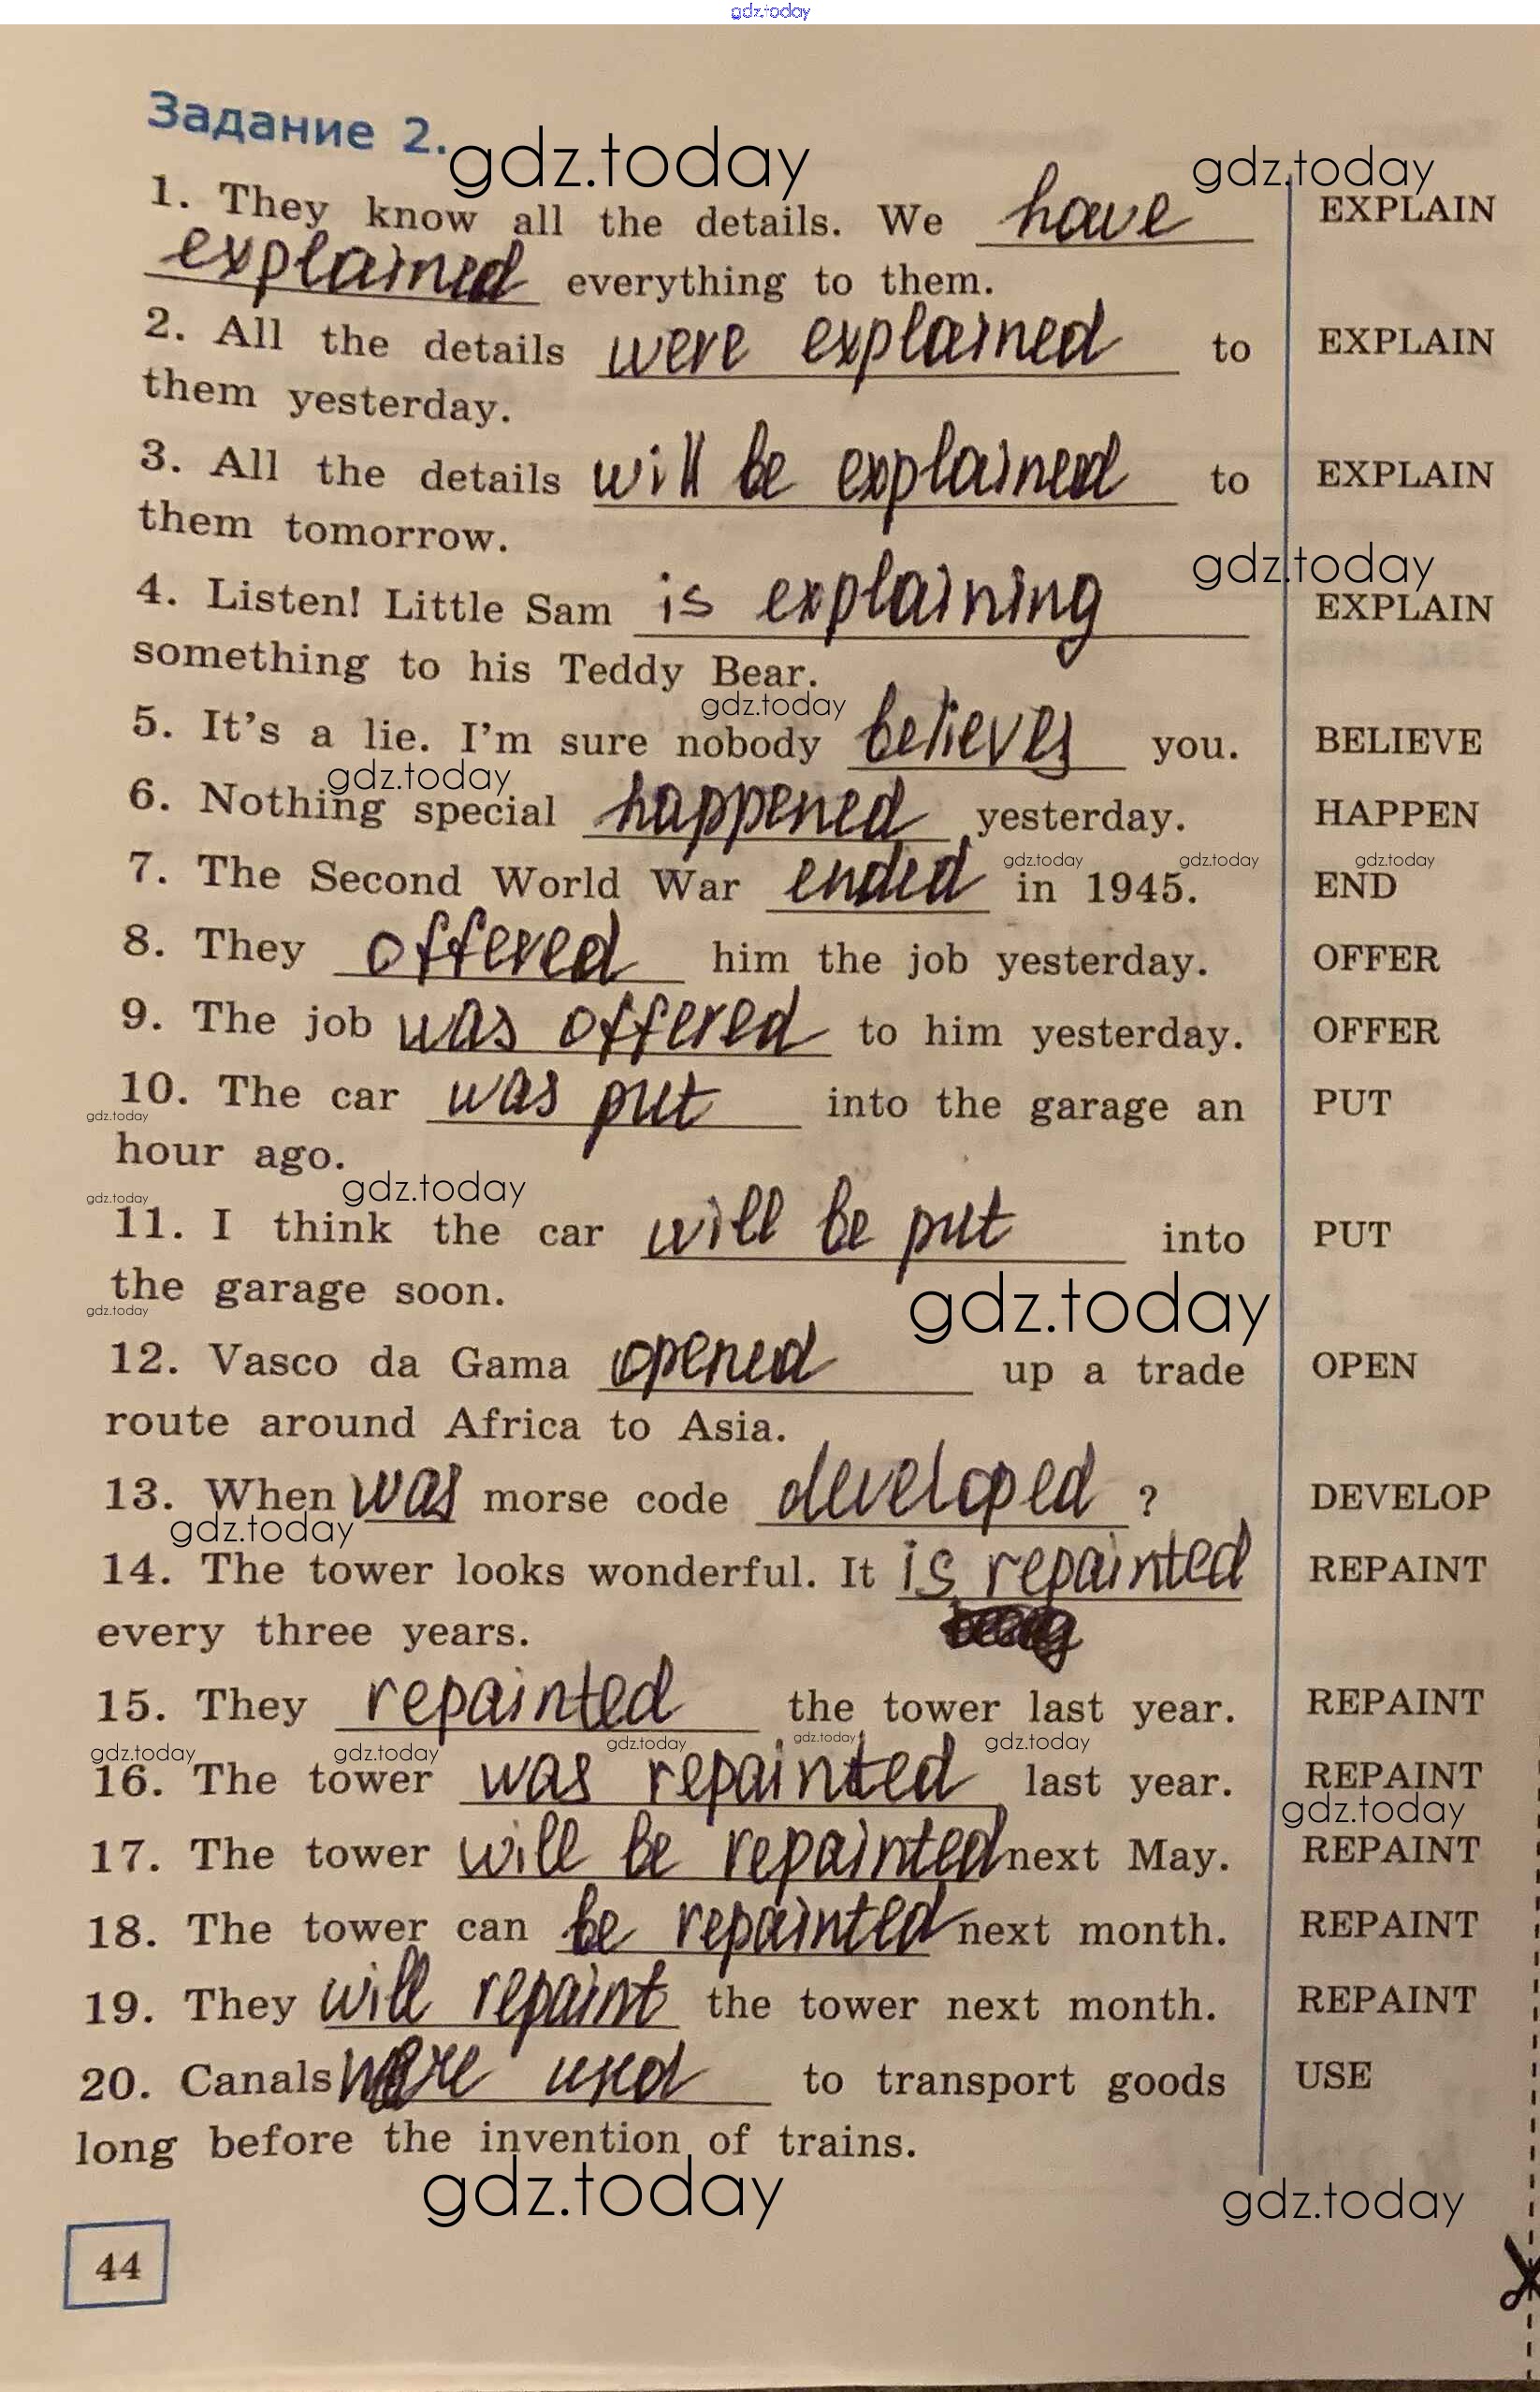 gdz.today
Задание 2.
gdz.today gdz.today
1. They know all the details. We have EXPLAIN
explained everything to them.
2. All the details were explained to EXPLAIN
them yesterday.
3. All the details will be explained to EXPLAIN
them tomorrow.
gdz.today
4. Listen! Little Sam is explaining EXPLAIN
something to his Teddy Bear.
gdz.today
5. It's a lie. I'm sure nobody believes you. BELIEVE
gdz.today
6. Nothing special happened yesterday. HAPPEN
gdz.today gdz.today gdz.today
7. The Second World War ended in 1945. END
8. They offered him the job yesterday. OFFER
9. The job was offered to him yesterday. OFFER
10. The car was put into the garage an PUT
gdz.today
hour ago.
gdz.today gdz.today
11. I think the car will be put into PUT
the garage soon.
gdz.today gdz.today
12. Vasco da Gama opened up a trade OPEN
route around Africa to Asia.
13. When was morse code developed ? DEVELOP
gdz.today
14. The tower looks wonderful. It is repainted REPAINT
every three years.
15. They repainted the tower last year. REPAINT
gdz.today gdz.today gdz.today gdz.today gdz.today
16. The tower was repainted last year. REPAINT
gdz.today
17. The tower will be repainted next May. REPAINT
18. The tower can be repainted next month. REPAINT
19. They will repaint the tower next month. REPAINT
20. Canals were used to transport goods USE
long before the invention of trains.
gdz.today gdz.today
44